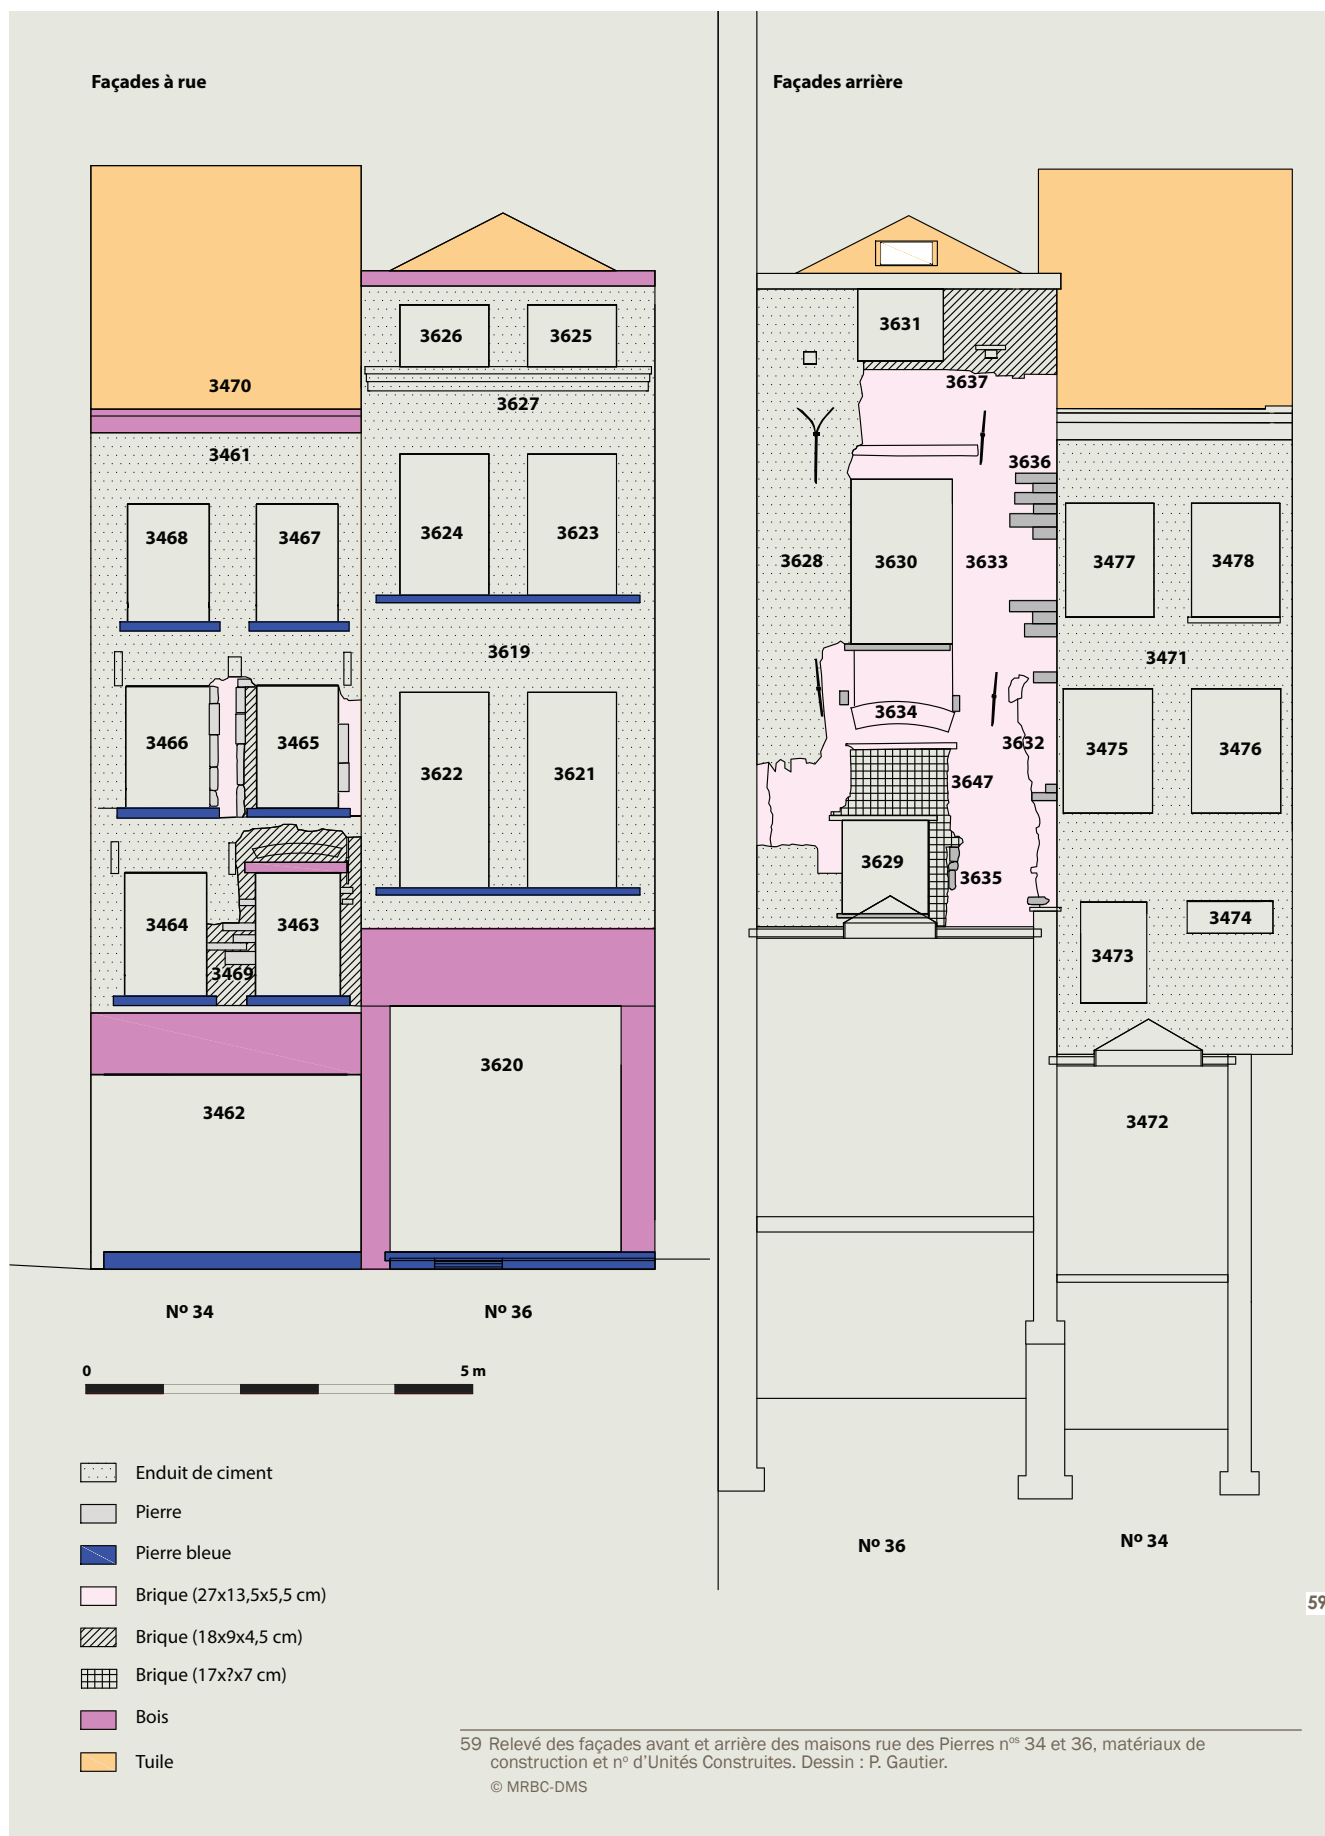 Façades à rue
Façades arrière
3470
3461
3468
3467
3466
3465
3464
3463
3469
3462
3626
3625
3627
3624
3623
3619
3622
3621
3620
Nº 34
Nº 36
3631
3637
3636
3628
3630
3633
3634
3632
3647
3629
3635
3477
3478
3471
3475
3476
3474
3473
3472
Nº 36
Nº 34
0 5 m
Enduit de ciment
Pierre
Pierre bleue
Brique (27x13,5x5,5 cm)
Brique (18x9x4,5 cm)
Brique (17x?x7 cm)
Bois
Tuile
59
59 Relevé des façades avant et arrière des maisons rue des Pierres nos 34 et 36, matériaux de
construction et no d’Unités Construites. Dessin : P. Gautier.
© MRBC-DMS